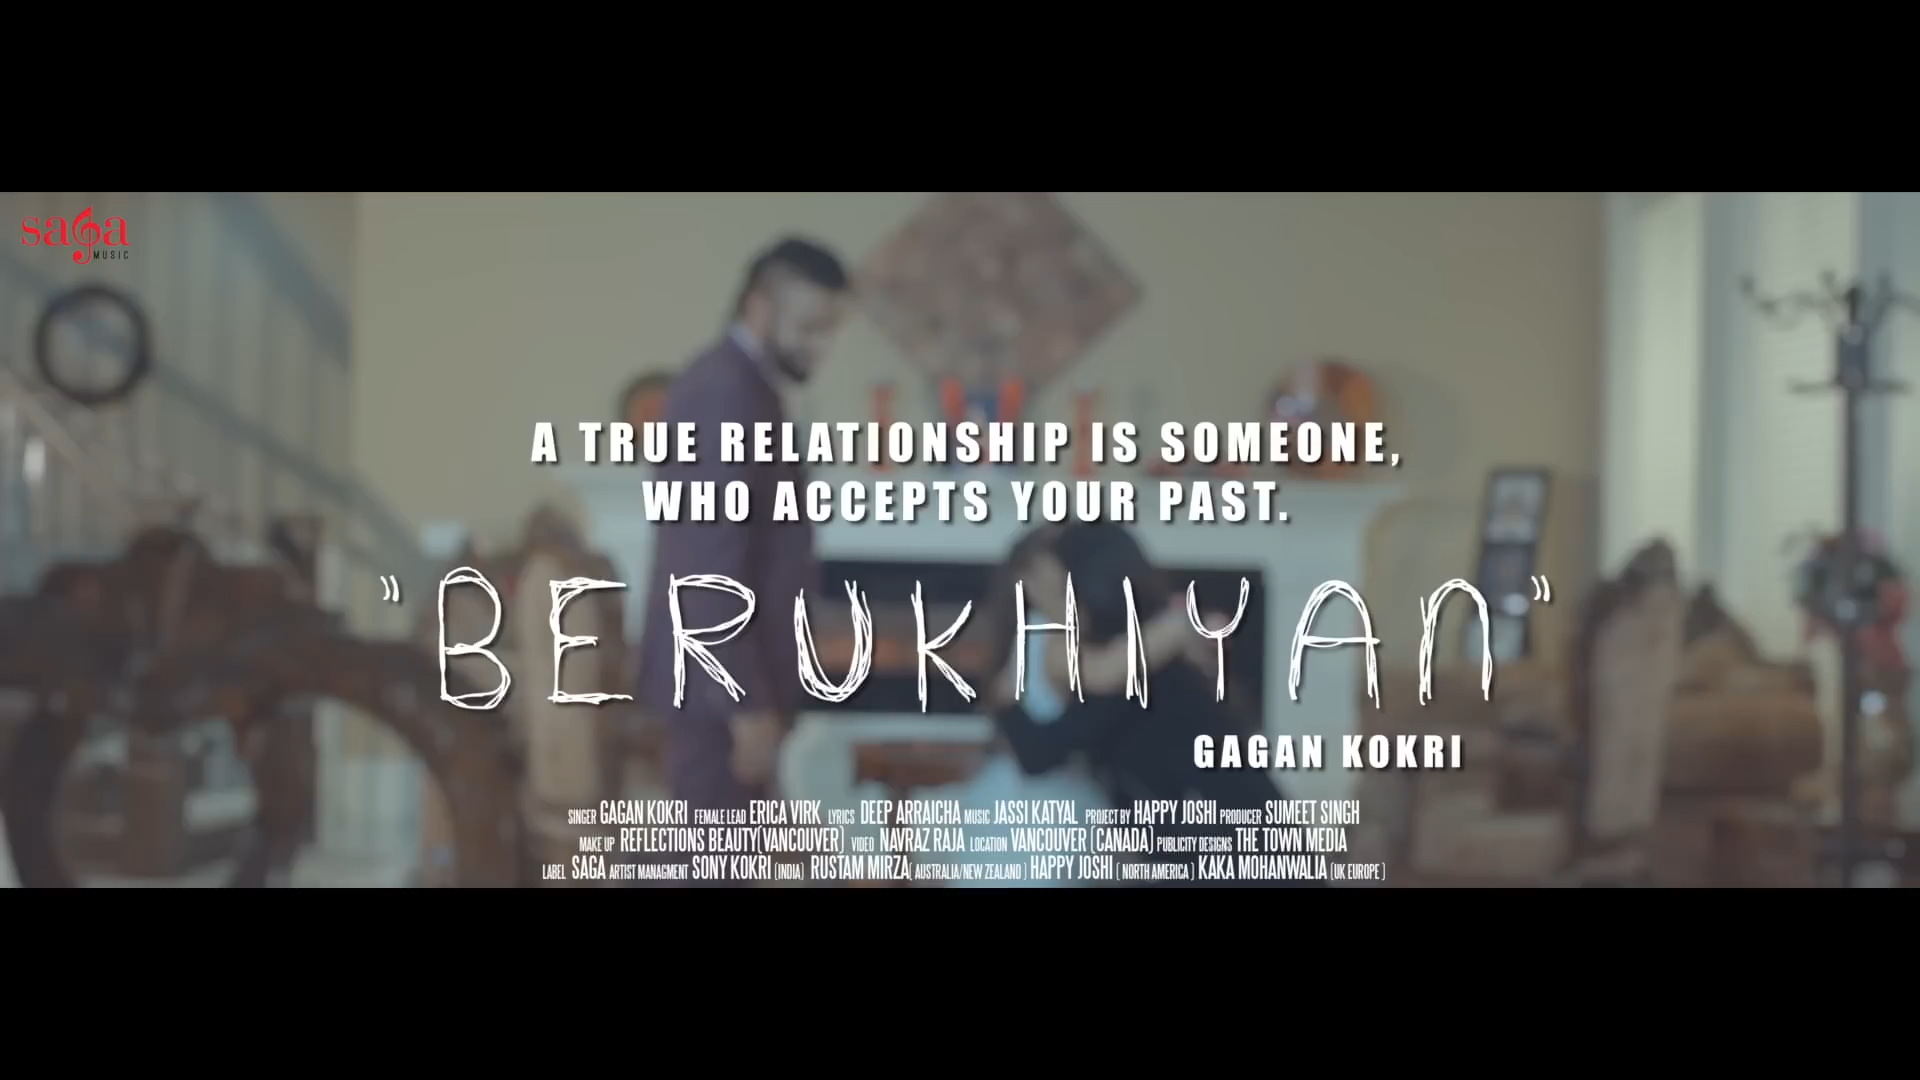 saga
MUSIC
A TRUE RELATIONSHIP IS SOMEONE,
WHO ACCEPTS YOUR PAST.
"BERUKHIYAN"
GAGAN KOKRI
SINGER GAGAN KOKRI FEMALE LEAD ERICA VIRK LYRICS DEEP ARRAICHA MUSIC JASSI KATYAL PROJECT BY HAPPY JOSHI PRODUCER SUMEET SINGH
MAKE UP REFLECTIONS BEAUTY(VANCOUVER) VIDEO NAVRAZ RAJA LOCATION VANCOUVER (CANADA) PUBLICITY DESIGNS THE TOWN MEDIA
LABEL SAGA ARTIST MANAGMENT SONY KOKRI (INDIA) RUSTAM MIRZA( AUSTRALIA/NEW ZEALAND ) HAPPY JOSHI ( NORTH AMERICA ) KAKA MOHANWALIA (UK EUROPE )